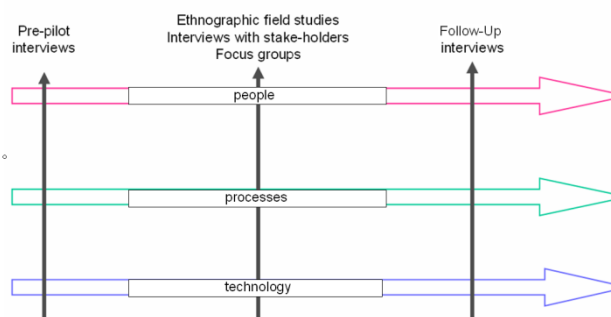 Pre-pilot
interviews
Ethnographic field studies
Interviews with stake-holders
Focus groups
Follow-Up
interviews
people
processes
technology